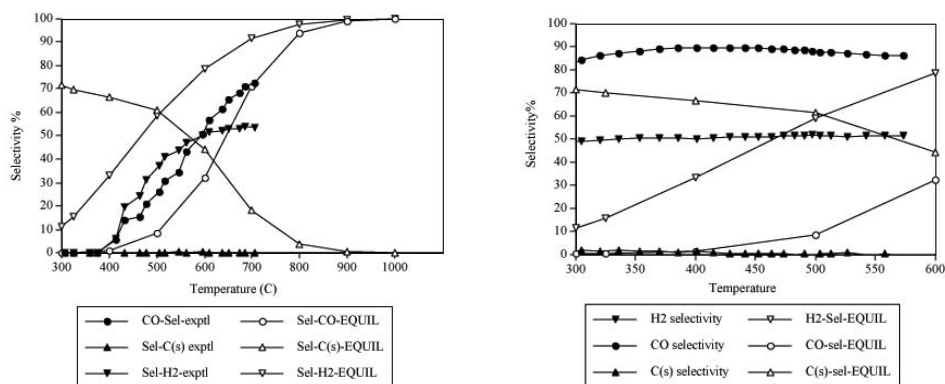 100
90
80
70
60
50
40
30
20
10
0
Selectivity %
300 400 500 600 700 800 900 1000
Temperature (C)
CO-Sel-exptl
Sel-CO-EQUIL
Sel-C(s) exptl
Sel-C(s)-EQUIL
Sel-H2-exptl
Sel-H2-EQUIL
100
90
80
70
60
50
40
30
20
10
0
Selectivity%
300 350 400 450 500 550 600
Temperature
H2 selectivity
H2-Sel-EQUIL
CO selectivity
CO-sel-EQUIL
C(s) selectivity
C(s)-sel-EQUIL